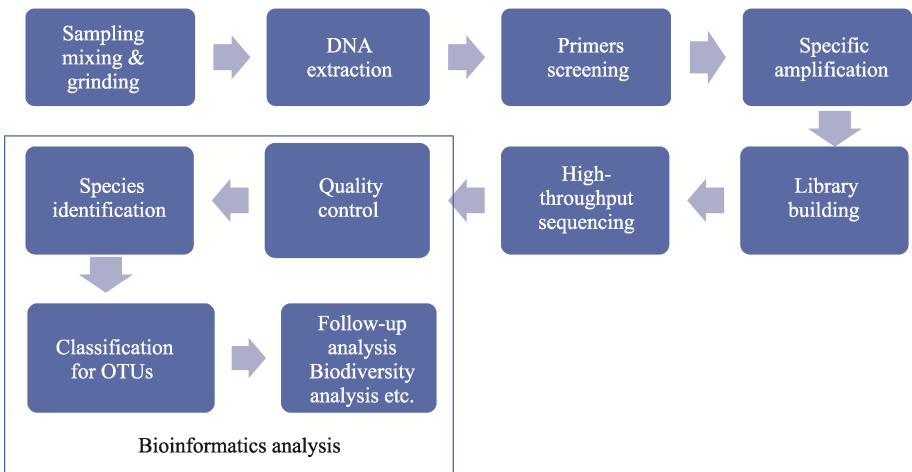 Sampling
mixing &
grinding
DNA
extraction
Primers
screening
Specific
amplification
Library
building
High-
throughput
sequencing
Quality
control
Species
identification
Classification
for OTUs
Follow-up
analysis
Biodiversity
analysis etc.
Bioinformatics analysis